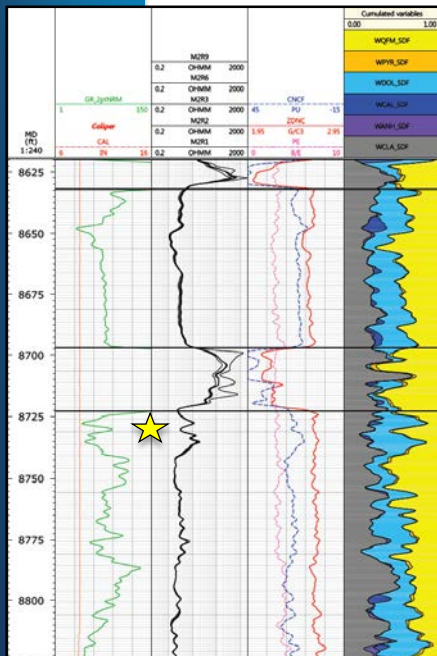 Cumulated variables
0.00 1.00
WQFM_SDF
WPYR_SDF
WDOL_SDF
WCAL_SDF
WANH_SDF
WCLA_SDF
MD
(ft)
1:240
1 150
Caliper
CAL
6 IN 16
M2R9
0.2 OHMM 2000
M2R6
0.2 OHMM 2000
M2R3
0.2 OHMM 2000
M2R2
0.2 OHMM 2000
M2R1
0.2 OHMM 2000
CNCF
45 PU -15
ZDNC
1.95 G/C3 2.95
PE
0 B/E 10
8625
8650
8675
8700
8725
8750
8775
8800